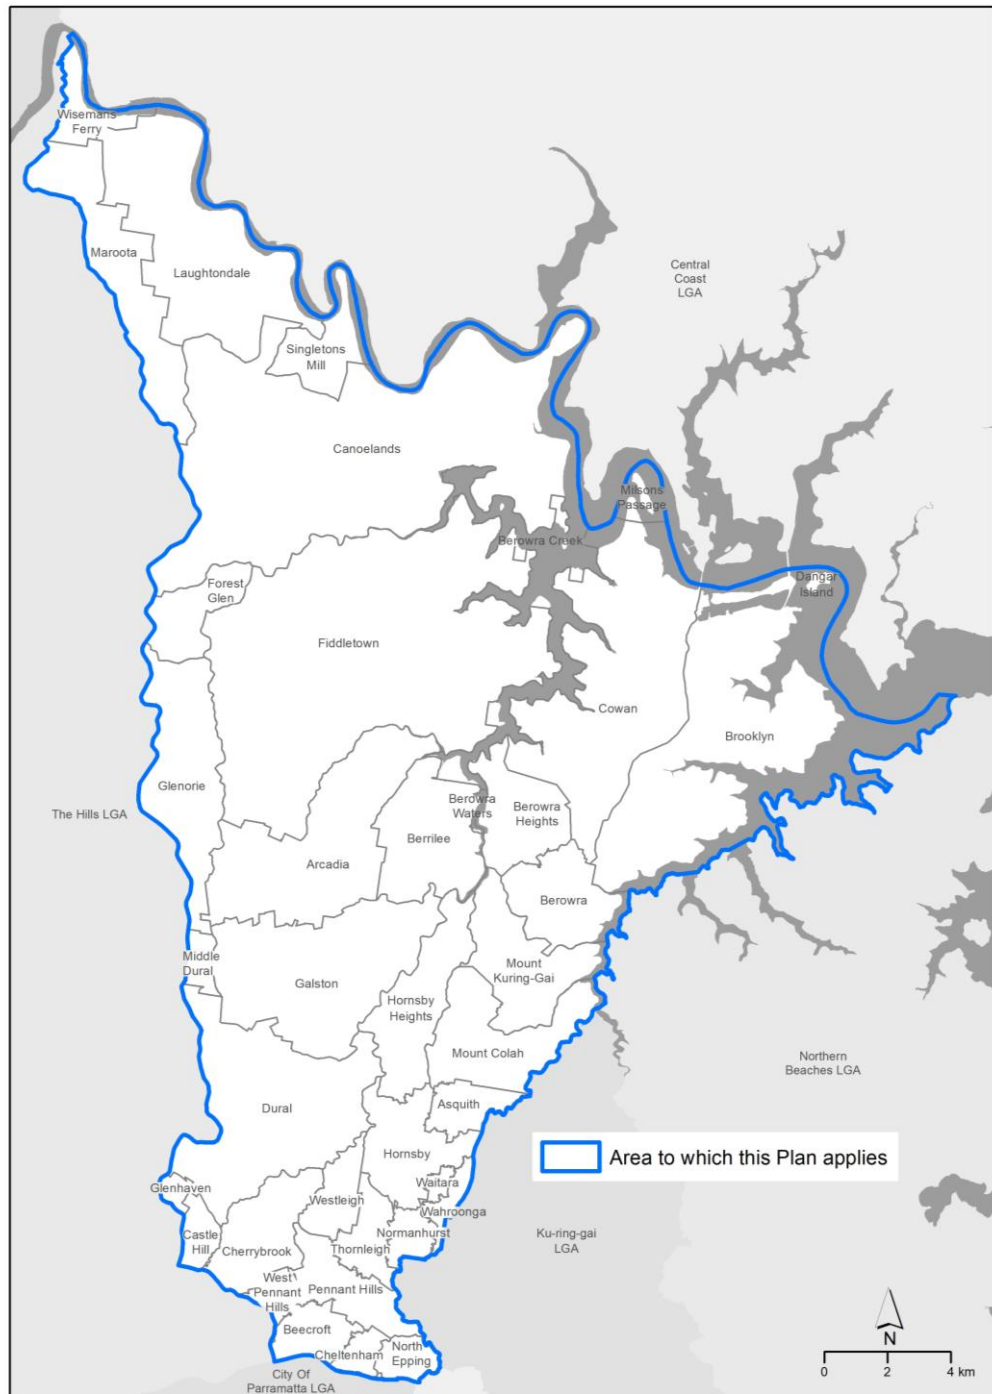 Wisemans
Ferry
Maroota
Laughtondale
Central
Coast
LGA
Singletons
Mill
Canoelands
Milsons
Passage
Berowra Creek
Dangar
Island
Forest
Glen
Fiddletown
Cowan
Brooklyn
Glenorie
The Hills LGA
Berowra
Waters
Berowra
Heights
Berrilee
Arcadia
Berowra
Middle
Dural
Galston
Mount
Kuring-Gai
Hornsby
Heights
Mount Colah
Northern
Beaches LGA
Asquith
Dural
Area to which this Plan applies
Hornsby
Waitara
Glenhaven
Westleigh
Wahroonga
Normanhurst
Ku-ring-gai
LGA
Castle
Hill
Cherrybrook
Thornleigh
West
Pennant
Hills
Pennant Hills
Beecroft
Cheltenham
North
Epping
City Of
Parramatta LGA
N
0 2 4 km